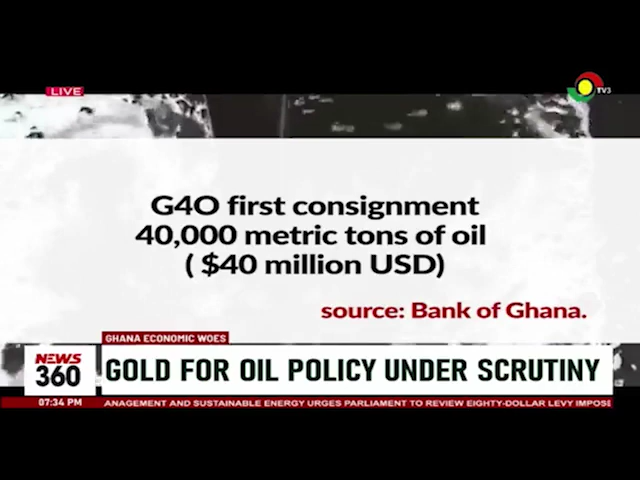 LIVE
TV3
G4O first consignment
40,000 metric tons of oil
( $40 million USD)
source: Bank of Ghana.
GHANA ECONOMIC WOES
NEWS
360
GOLD FOR OIL POLICY UNDER SCRUTINY
07:34 PM
ANAGEMENT AND SUSTAINABLE ENERGY URGES PARLIAMENT TO REVIEW EIGHTY-DOLLAR LEVY IMPOSE